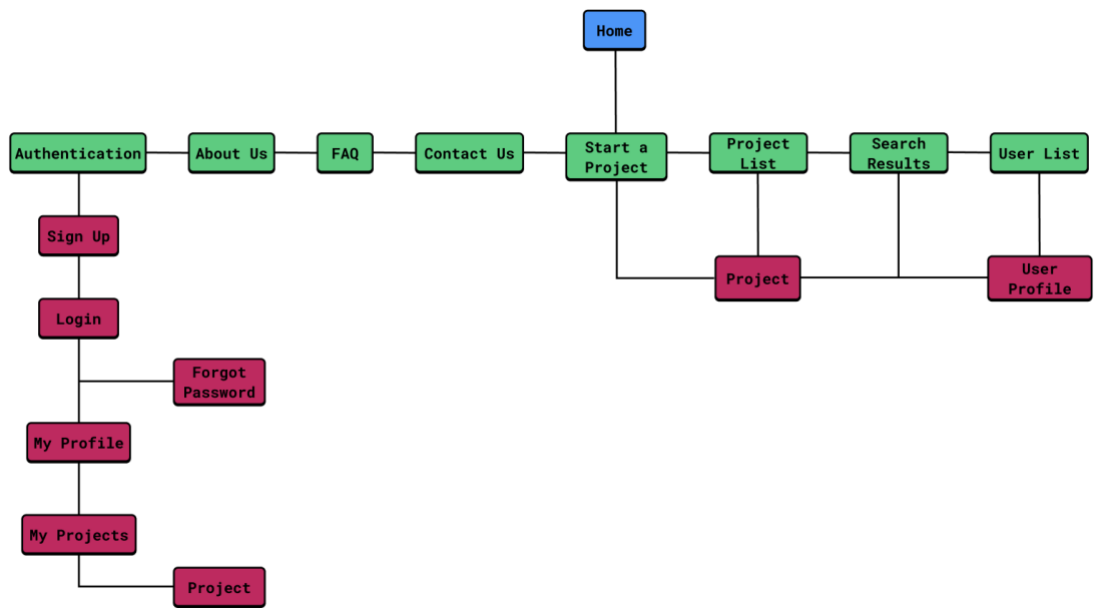 Home
Authentication
About Us
FAQ
Contact Us
Start a
Project
Project
List
Search
Results
User List
Sign Up
Project
User
Profile
Login
Forgot
Password
My Profile
My Projects
Project